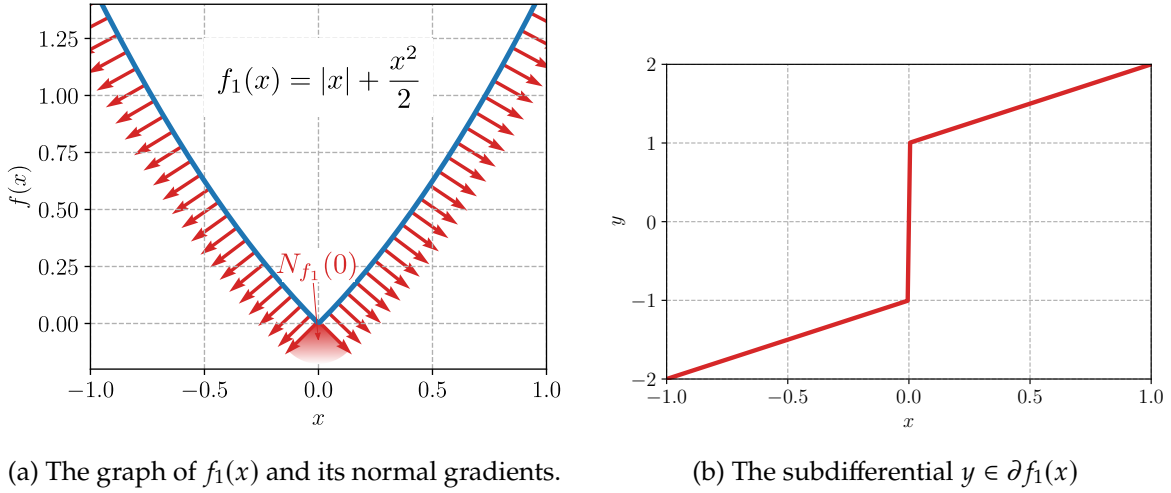 f₁(x) = |x| + x²/2
N_{f₁}(0)
f(x)
1.25
1.00
0.75
0.50
0.25
0.00
−1.0 −0.5 0.0 0.5 1.0
x
(a) The graph of f₁(x) and its normal gradients.
y
2
1
0
−1
−2
−1.0 −0.5 0.0 0.5 1.0
x
(b) The subdifferential y ∈ ∂f₁(x)